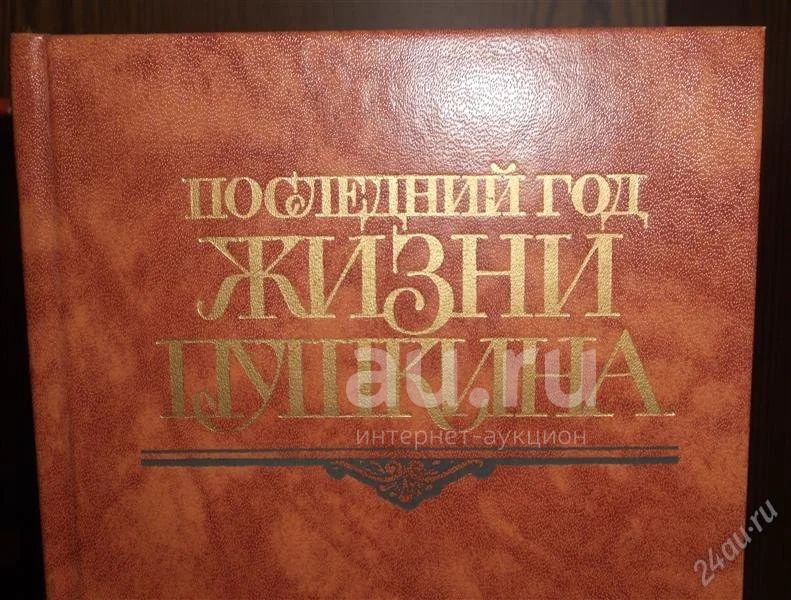 ПОСЛЕДНИЙ ГОД
ЖИЗНИ
ПУШКИНА
au.ru
интернет-аукцион
24au.ru